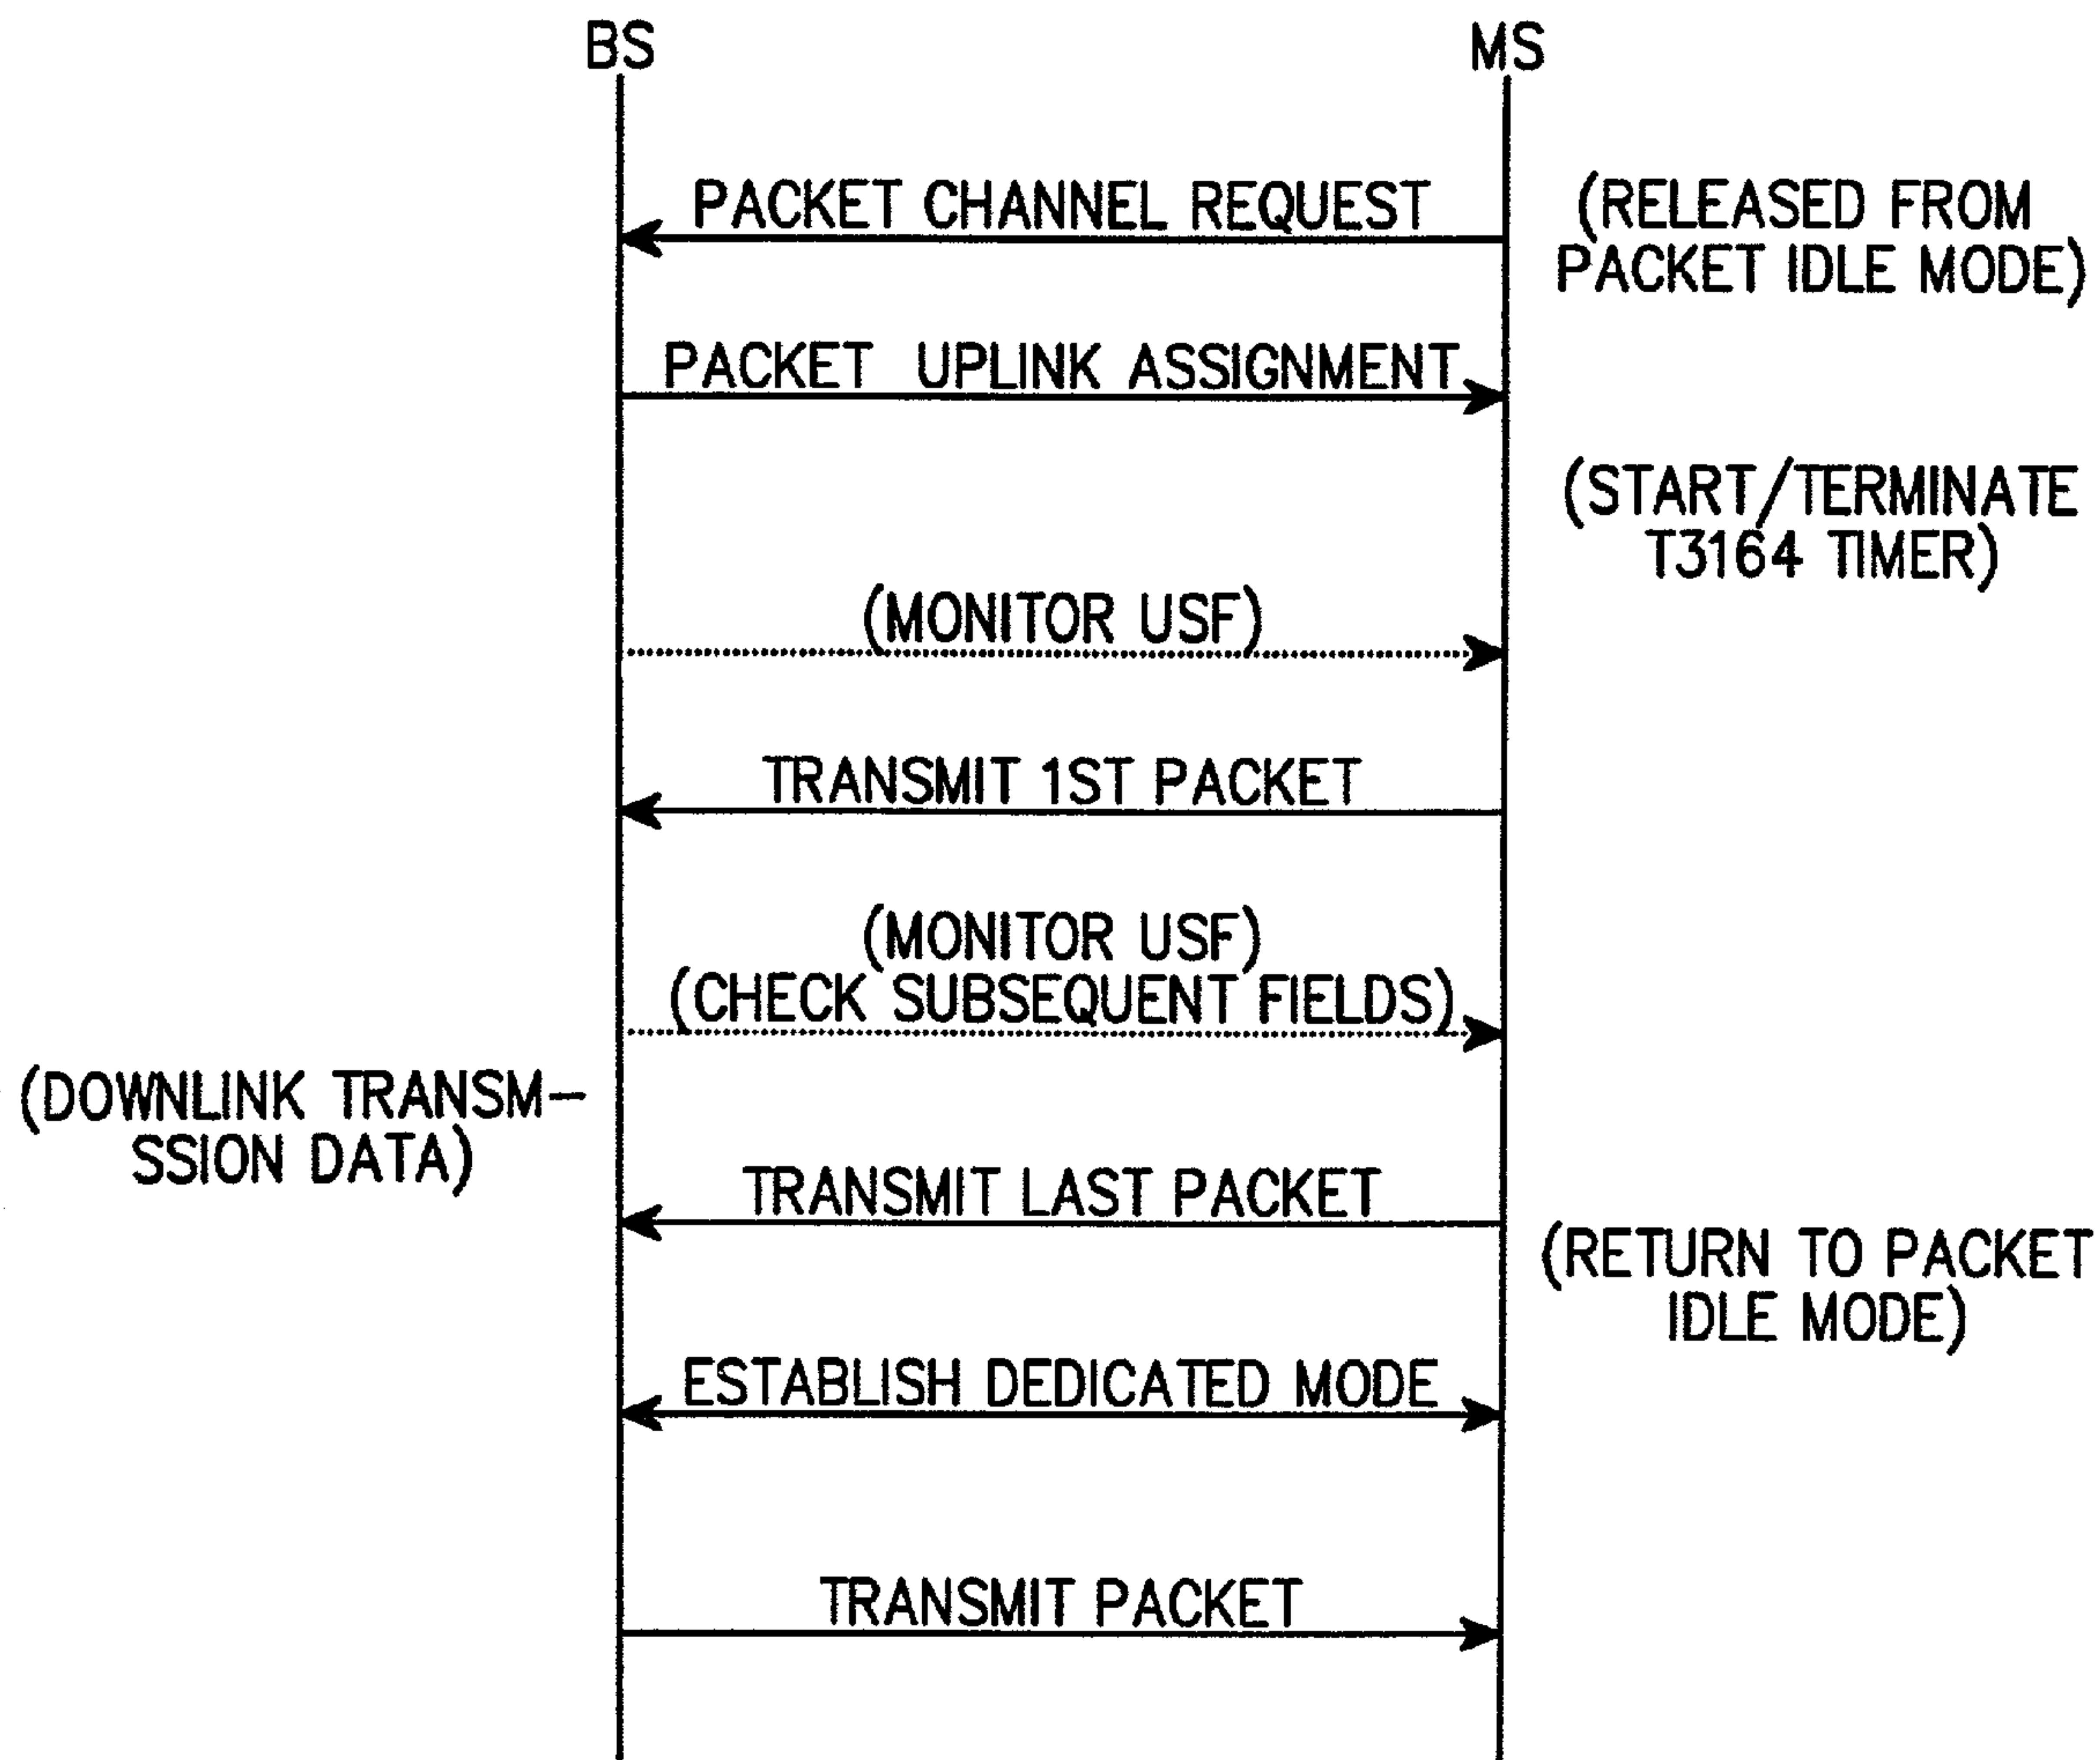 BS
MS
PACKET CHANNEL REQUEST
(RELEASED FROM
PACKET IDLE MODE)
PACKET UPLINK ASSIGNMENT
(START/TERMINATE
T3164 TIMER)
(MONITOR USF)
TRANSMIT 1ST PACKET
(MONITOR USF)
(CHECK SUBSEQUENT FIELDS)
(DOWNLINK TRANSM-
SSION DATA)
TRANSMIT LAST PACKET
(RETURN TO PACKET
IDLE MODE)
ESTABLISH DEDICATED MODE
TRANSMIT PACKET